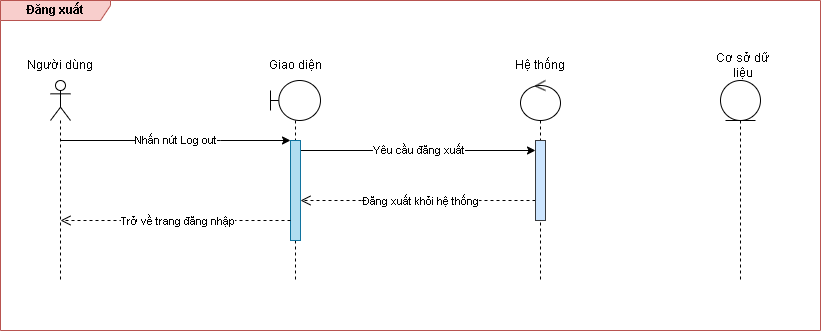 Đăng xuất
Người dùng
Giao diện
Hệ thống
Cơ sở dữ
liệu
Nhấn nút Log out
Yêu cầu đăng xuất
Đăng xuất khỏi hệ thống
Trở về trang đăng nhập